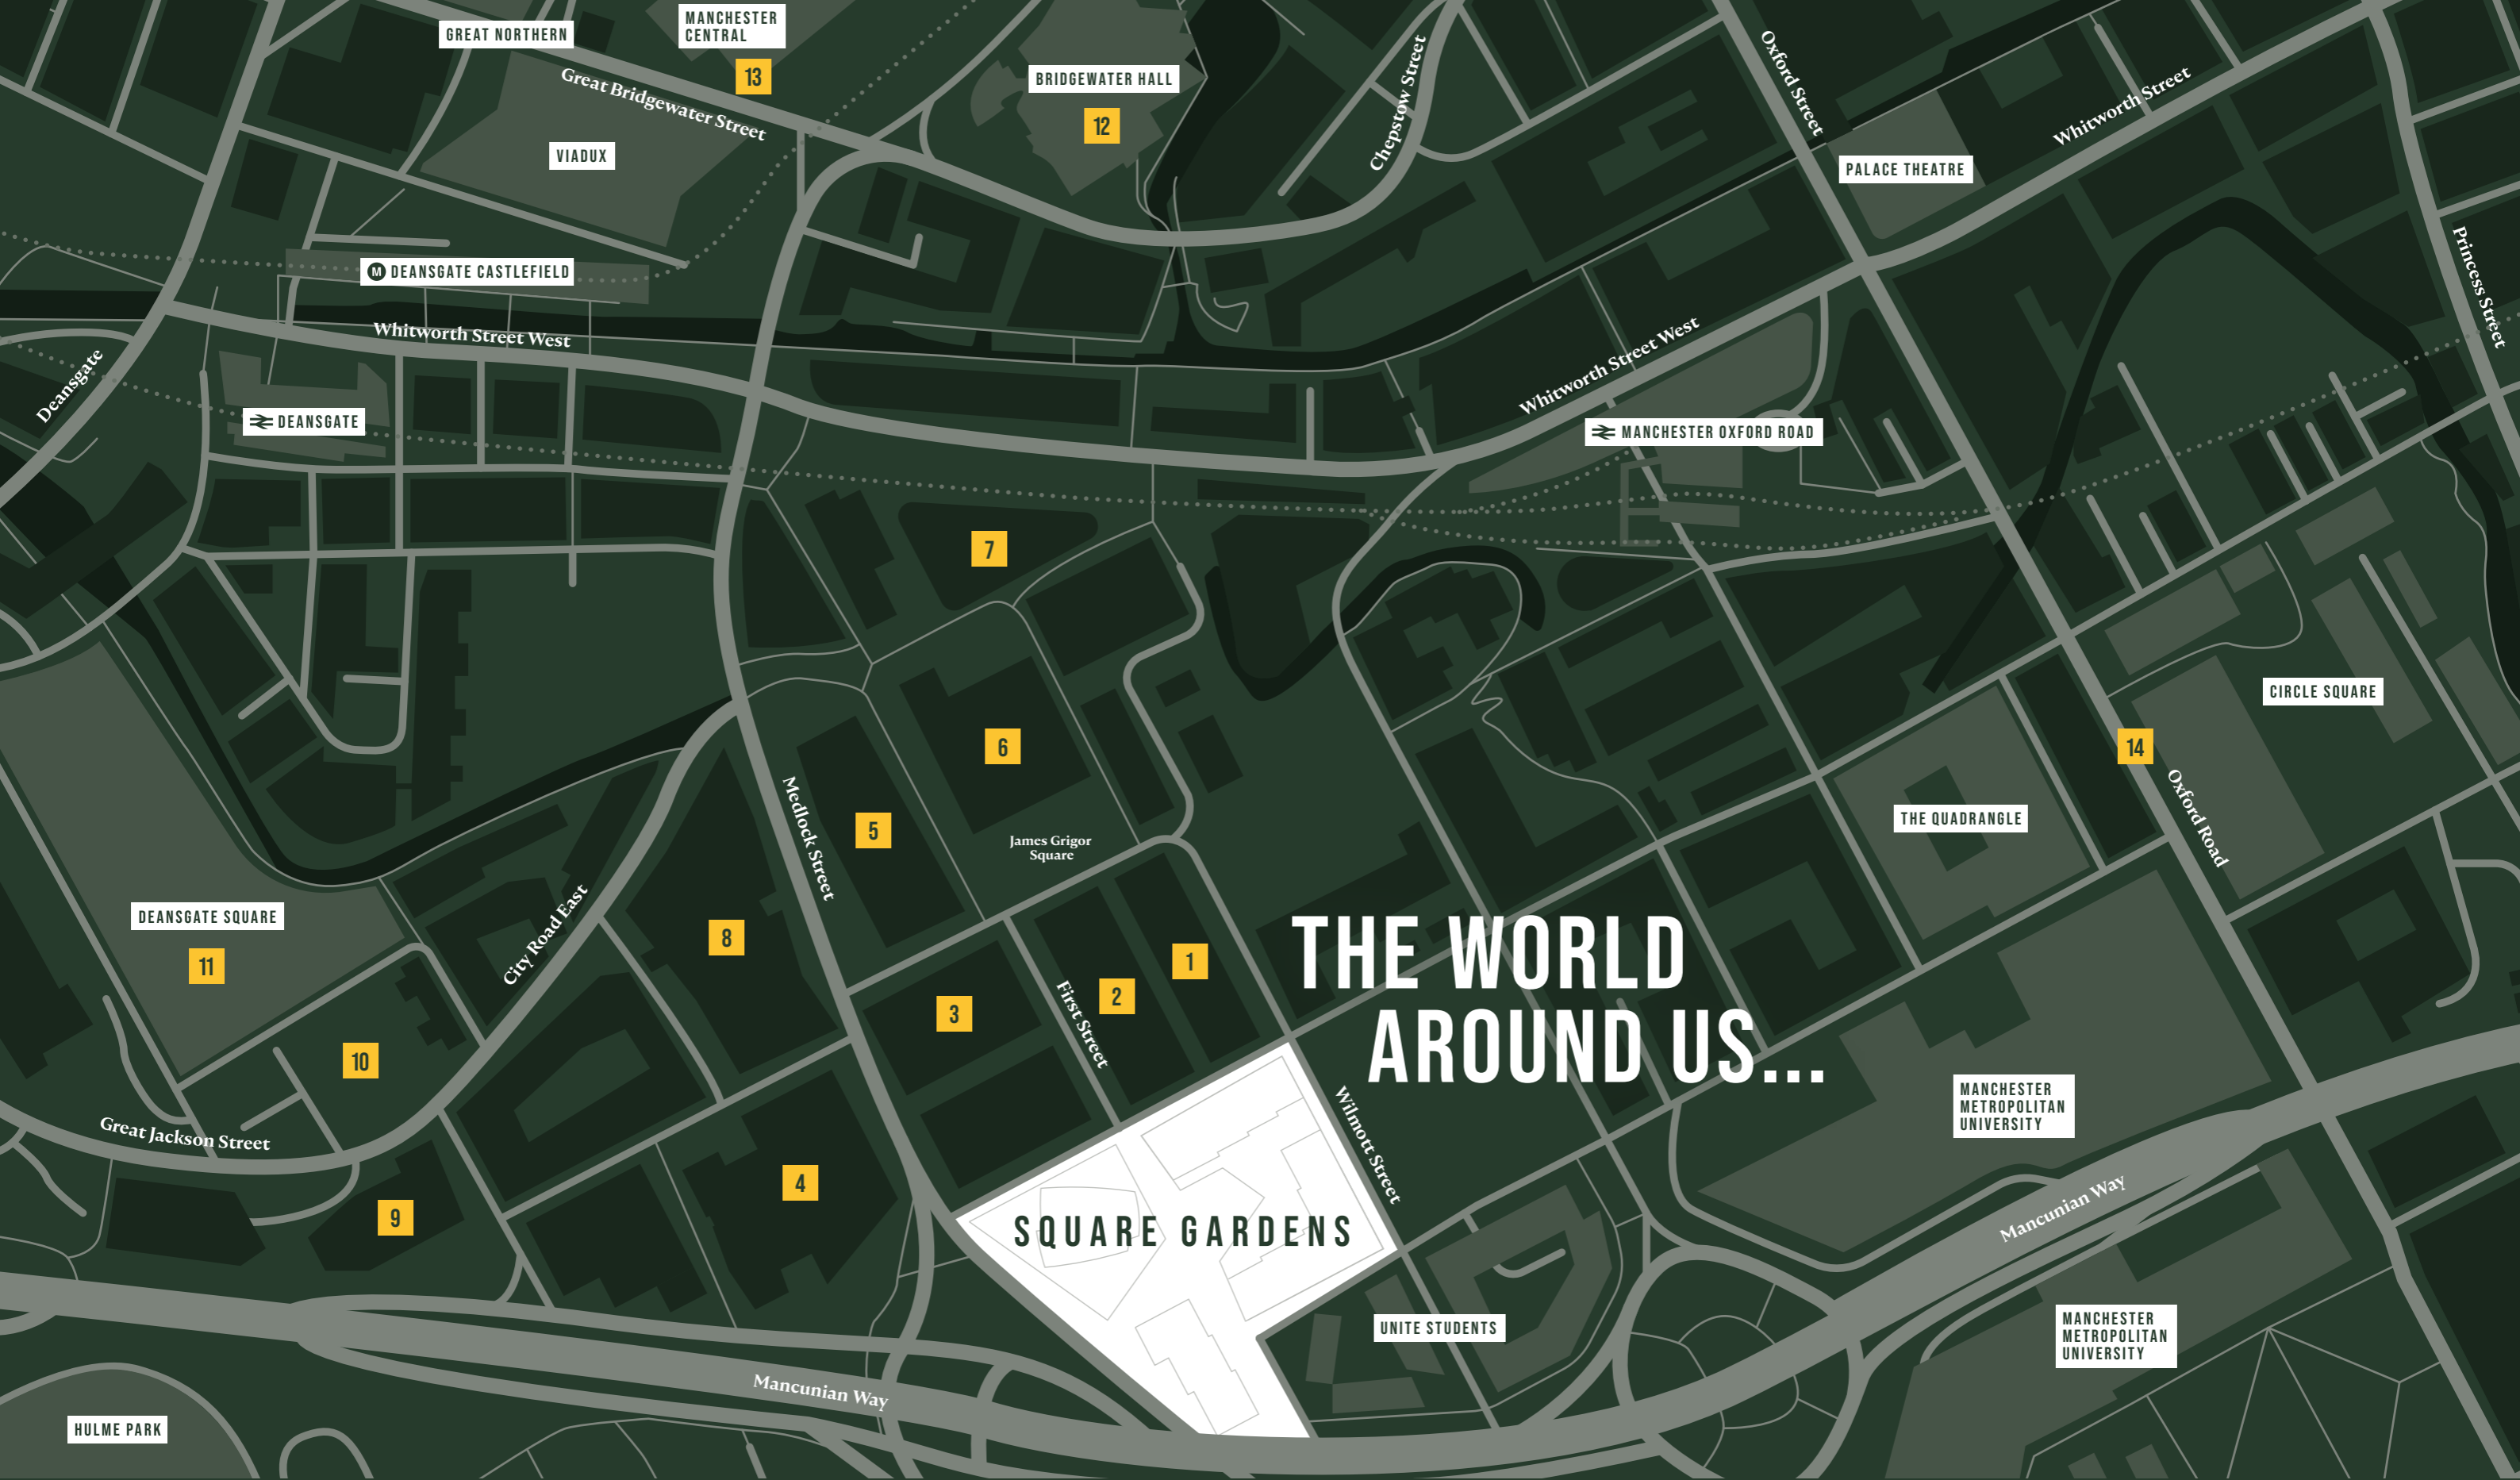 GREAT NORTHERN
MANCHESTER
CENTRAL
13
Great Bridgewater Street
BRIDGEWATER HALL
12
Chepstow Street
Oxford Street
Whitworth Street
PALACE THEATRE
VIADUX
M DEANSGATE CASTLEFIELD
Whitworth Street West
Deansgate
DEANSGATE
Whitworth Street West
MANCHESTER OXFORD ROAD
Princess Street
7
6
5
Medlock Street
James Grigor
Square
CIRCLE SQUARE
14
Oxford Road
THE QUADRANGLE
DEANSGATE SQUARE
11
City Road East
8
1
2
3
First Street
THE WORLD
AROUND US...
10
Great Jackson Street
9
4
Wilmott Street
SQUARE GARDENS
MANCHESTER
METROPOLITAN
UNIVERSITY
Mancunian Way
UNITE STUDENTS
MANCHESTER
METROPOLITAN
UNIVERSITY
Mancunian Way
HULME PARK